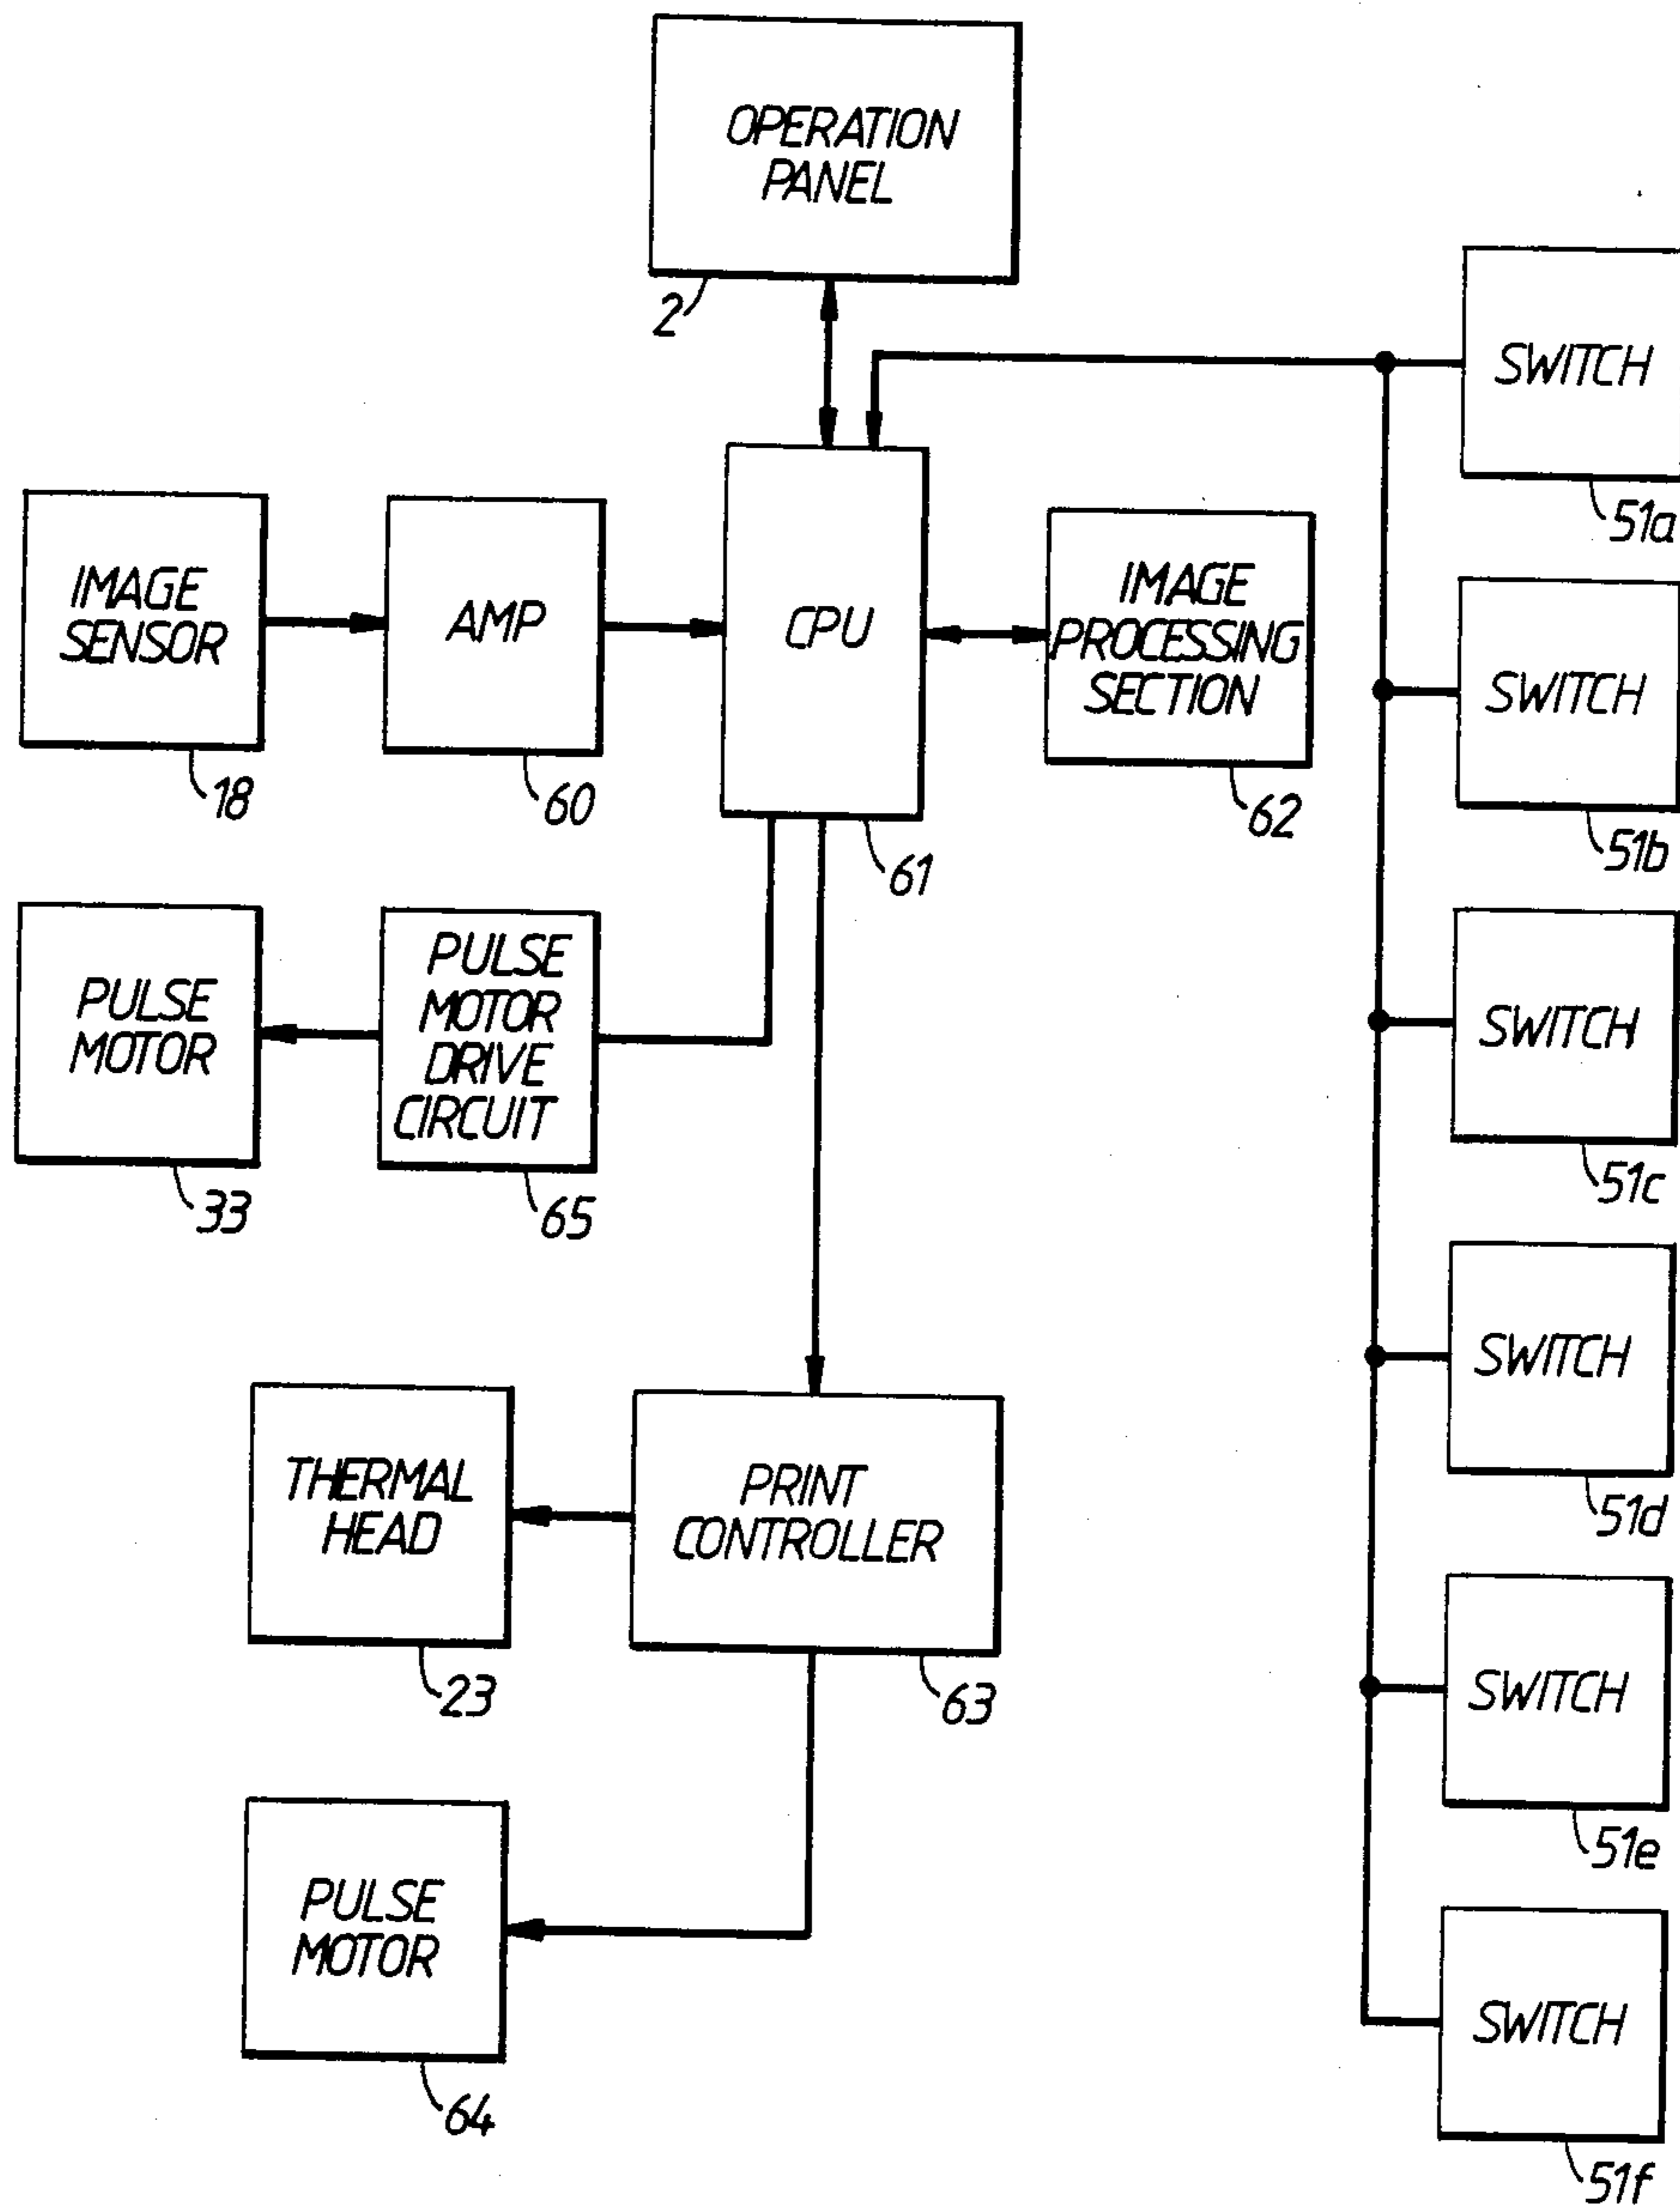 OPERATION
PANEL
2
SWITCH
51a
IMAGE
SENSOR
18
AMP
60
CPU
61
IMAGE
PROCESSING
SECTION
62
SWITCH
51b
PULSE
MOTOR
33
PULSE
MOTOR
DRIVE
CIRCUIT
65
SWITCH
51c
SWITCH
51d
THERMAL
HEAD
23
PRINT
CONTROLLER
63
SWITCH
51e
PULSE
MOTOR
64
SWITCH
51f